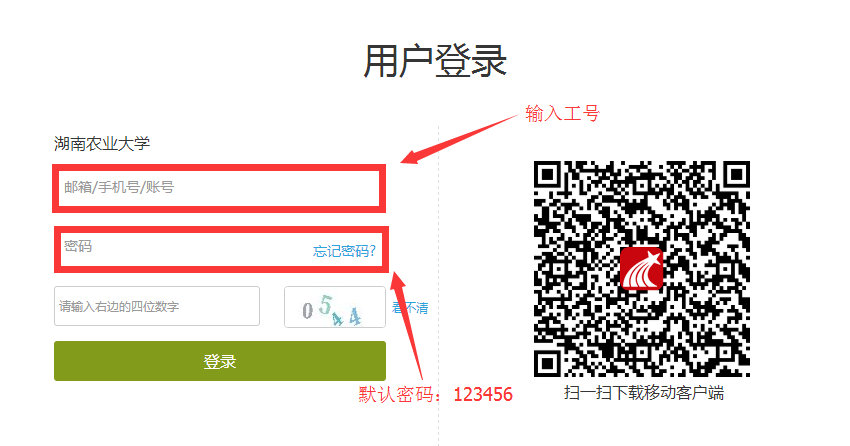 用户登录
输入工号
湖南农业大学
邮箱/手机号/账号
密码
忘记密码?
请输入右边的四位数字
0544
看不清
登录
默认密码：123456
扫一扫下载移动客户端